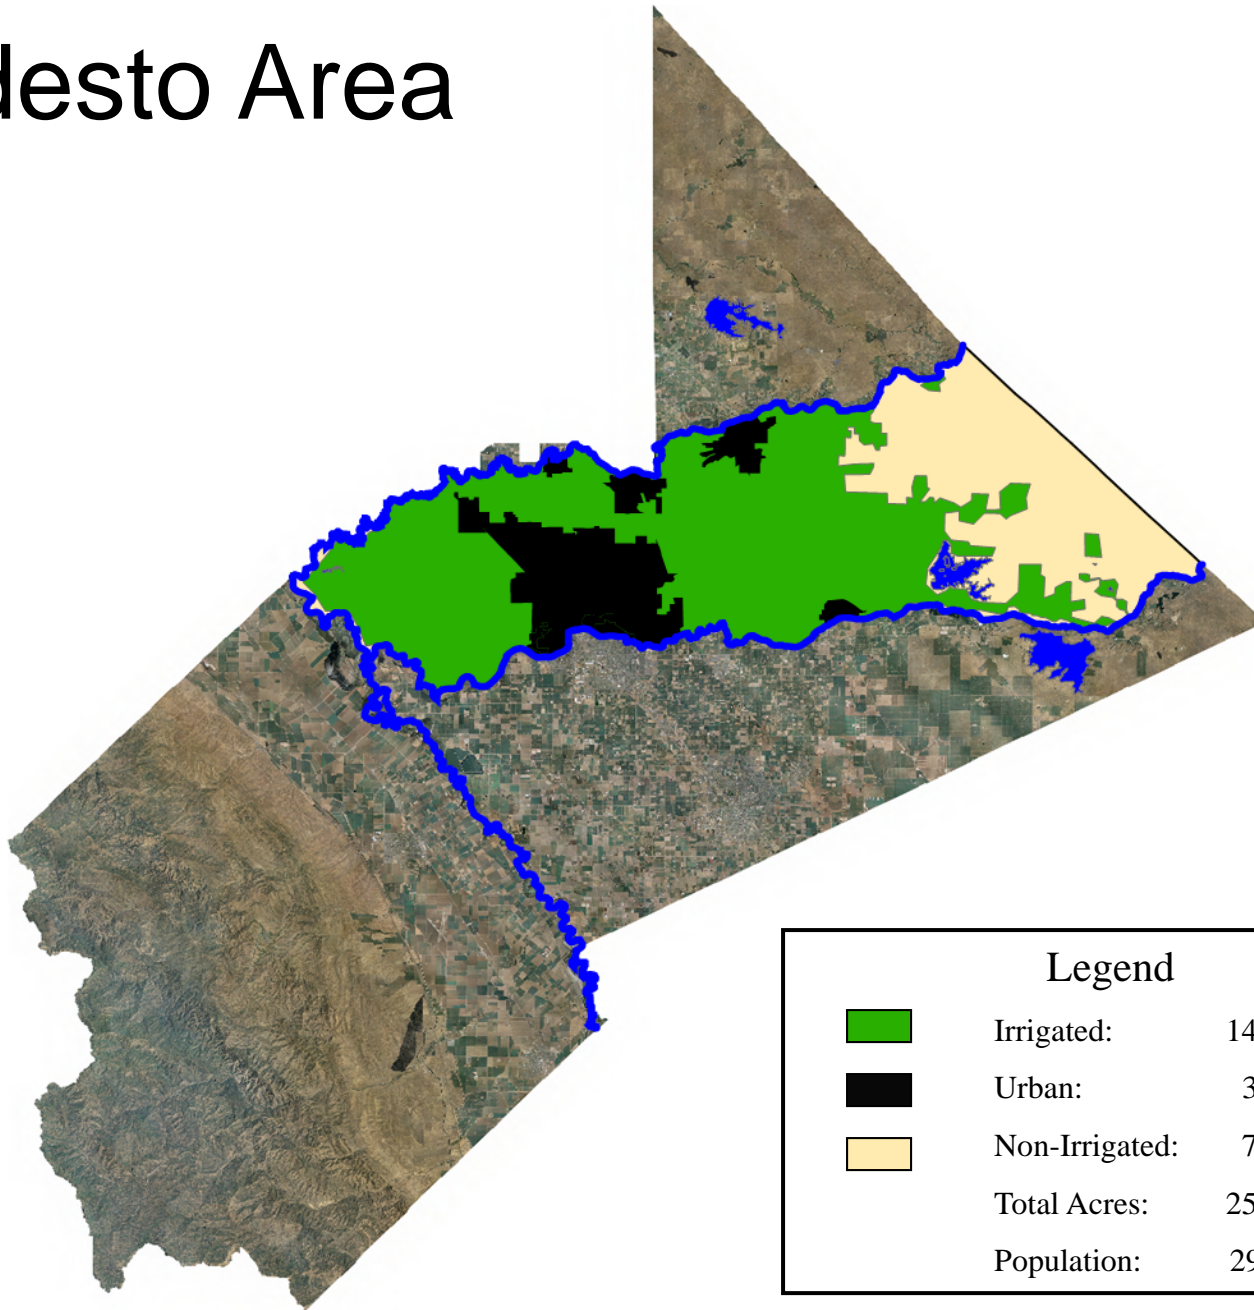 desto Area
Legend
Irrigated: 14
Urban: 3
Non-Irrigated: 7
Total Acres: 25
Population: 29